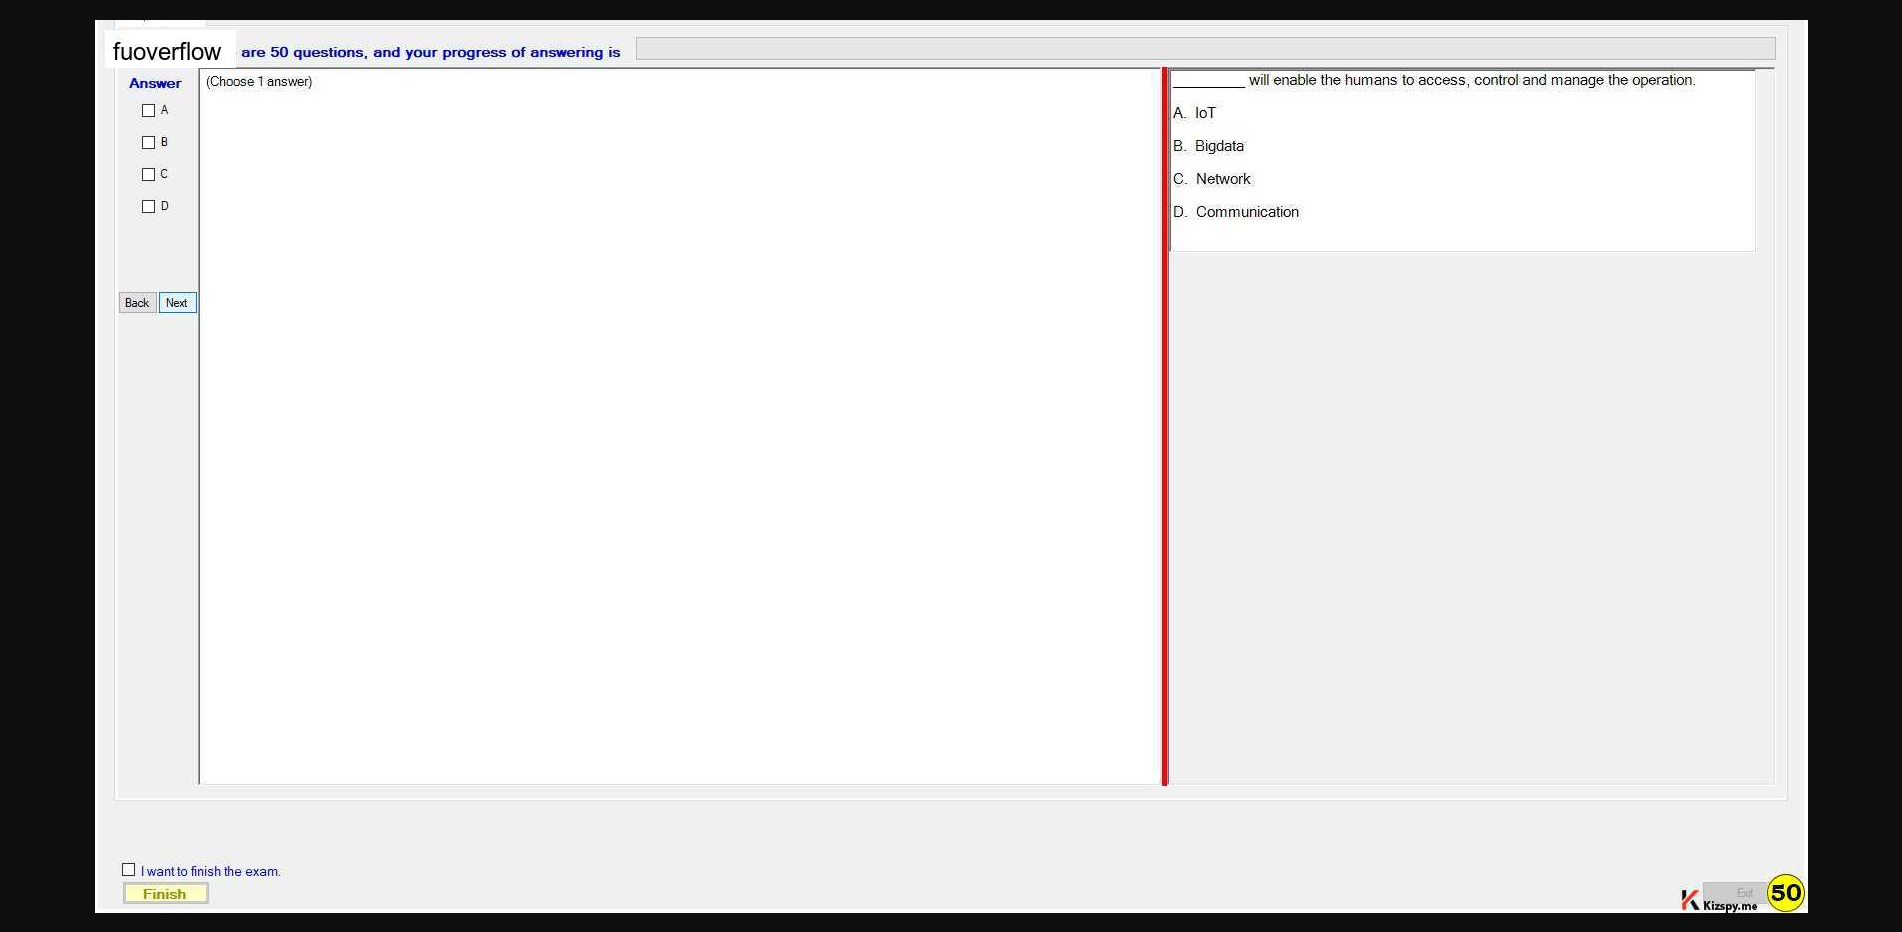 fuoverflow are 50 questions, and your progress of answering is
Answer
(Choose 1 answer)
A
B
C
D
Back Next
_________ will enable the humans to access, control and manage the operation.
A. IoT
B. Bigdata
C. Network
D. Communication
I want to finish the exam.
Finish
Exit
Kizspy.me
50